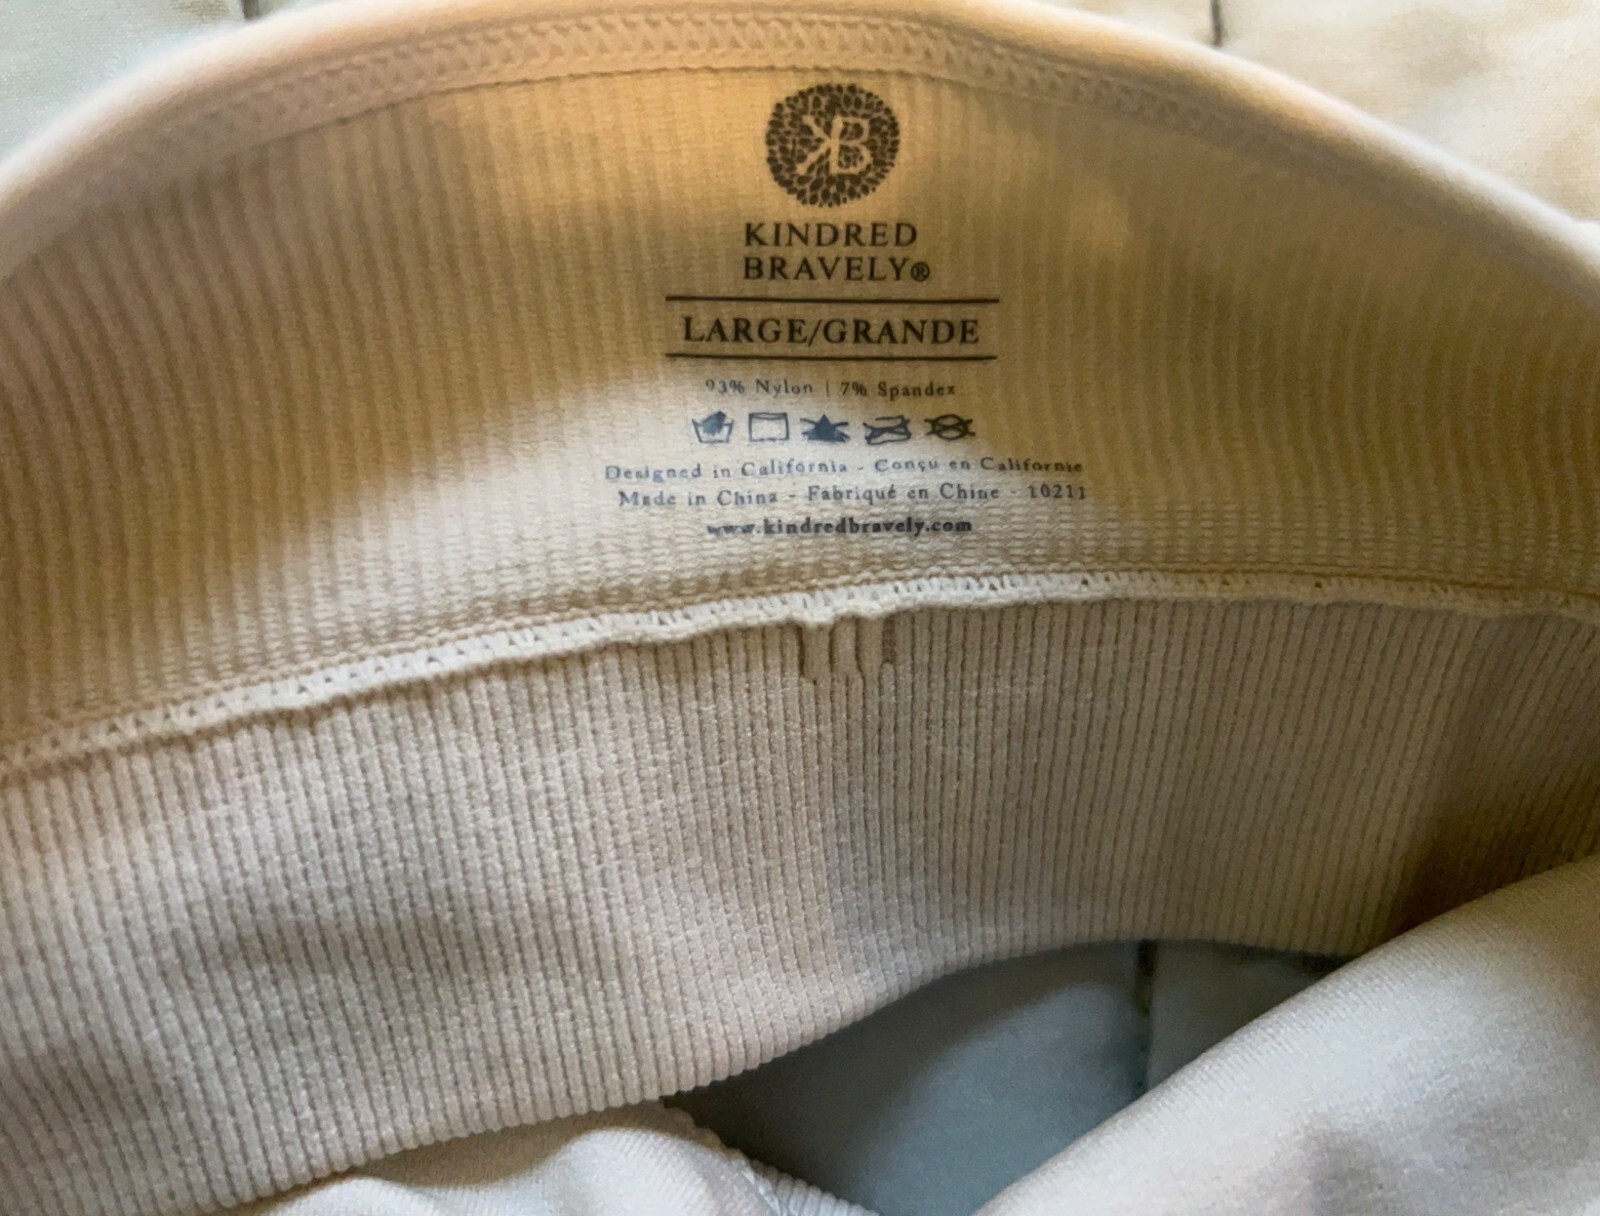 KB
KINDRED
BRAVELY®
LARGE/GRANDE
93% Nylon | 7% Spandex
Designed in California - Conçu en Californie
Made in China - Fabriqué en Chine - 10211
www.kindredbravely.com